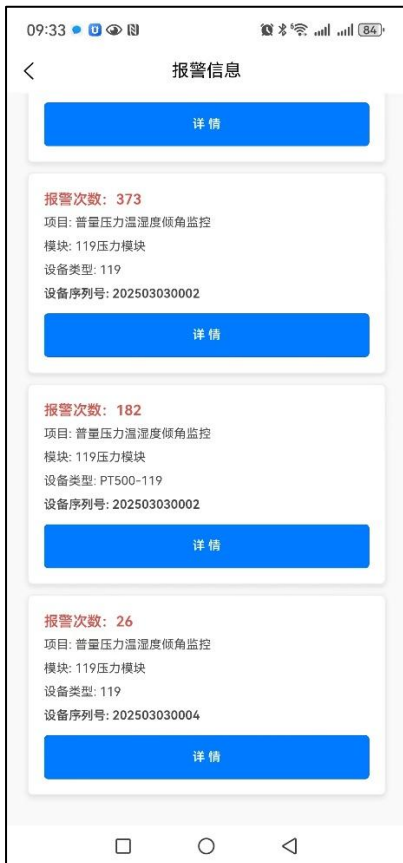 09:33
84
报警信息
详 情
报警次数：373
项目: 普量压力温湿度倾角监控
模块: 119压力模块
设备类型: 119
设备序列号: 202503030002
详 情
报警次数：182
项目: 普量压力温湿度倾角监控
模块: 119压力模块
设备类型: PT500-119
设备序列号: 202503030002
详 情
报警次数：26
项目: 普量压力温湿度倾角监控
模块: 119压力模块
设备类型: 119
设备序列号: 202503030004
详 情